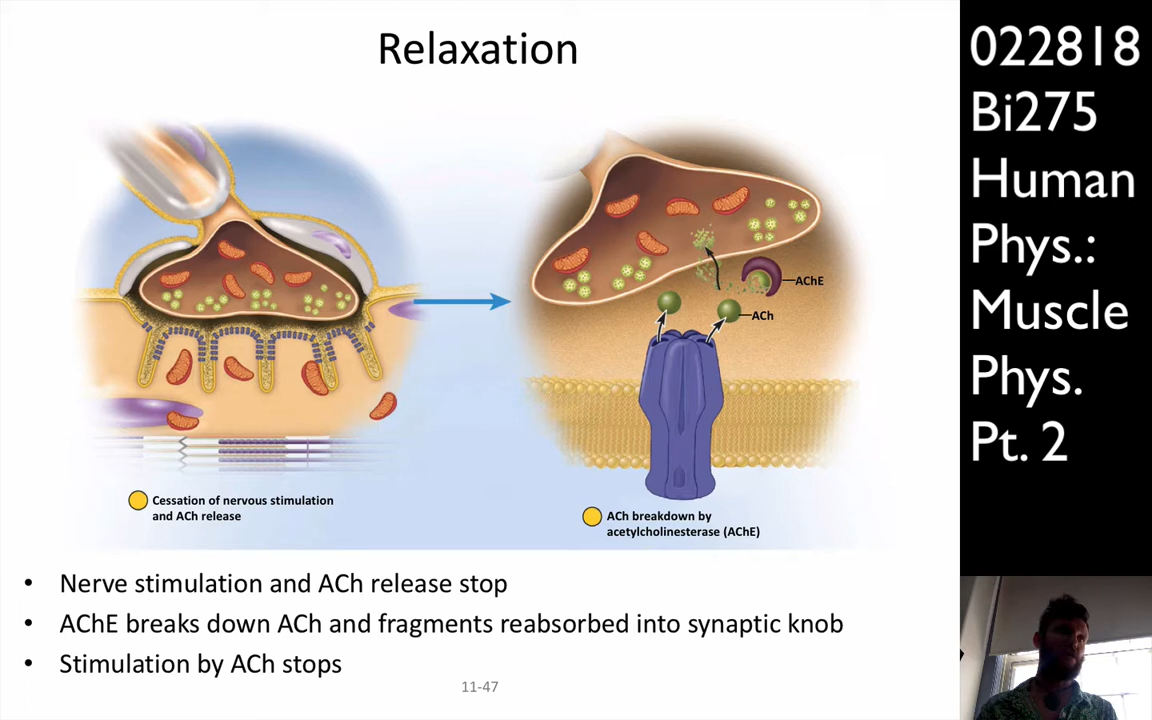 Relaxation
AChE
ACh
Cessation of nervous stimulation
and ACh release
ACh breakdown by
acetylcholinesterase (AChE)
• Nerve stimulation and ACh release stop
• AChE breaks down ACh and fragments reabsorbed into synaptic knob
• Stimulation by ACh stops
11-47
022818
Bi275
Human
Phys.:
Muscle
Phys.
Pt. 2